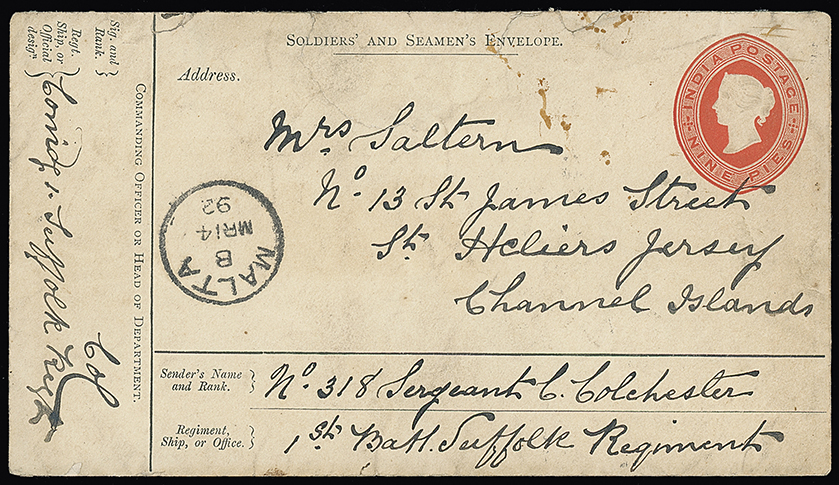 SOLDIERS' AND SEAMEN'S ENVELOPE.
INDIA POSTAGE
NINE PIES
Address.
Mrs Saltern
No. 13 St James Street
St. Heliers Jersey
Channel Islands
MALTA
B
MR 14
92
Sender's Name
and Rank.
No. 318 Sergeant C. Colchester
Regiment,
Ship, or Office.
1st. Batt. Suffolk Regiment
COMMANDING OFFICER OR HEAD OF DEPARTMENT.
Sig. and
Rank.
Col
Regt.
Ship, or
Official
design.
Comdg 1. Suffolk Regt